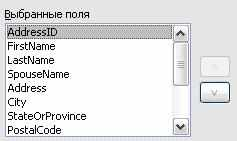 Выбранные поля
AddressID
FirstName
LastName
SpouseName
Address
City
StateOrProvince
PostalCode